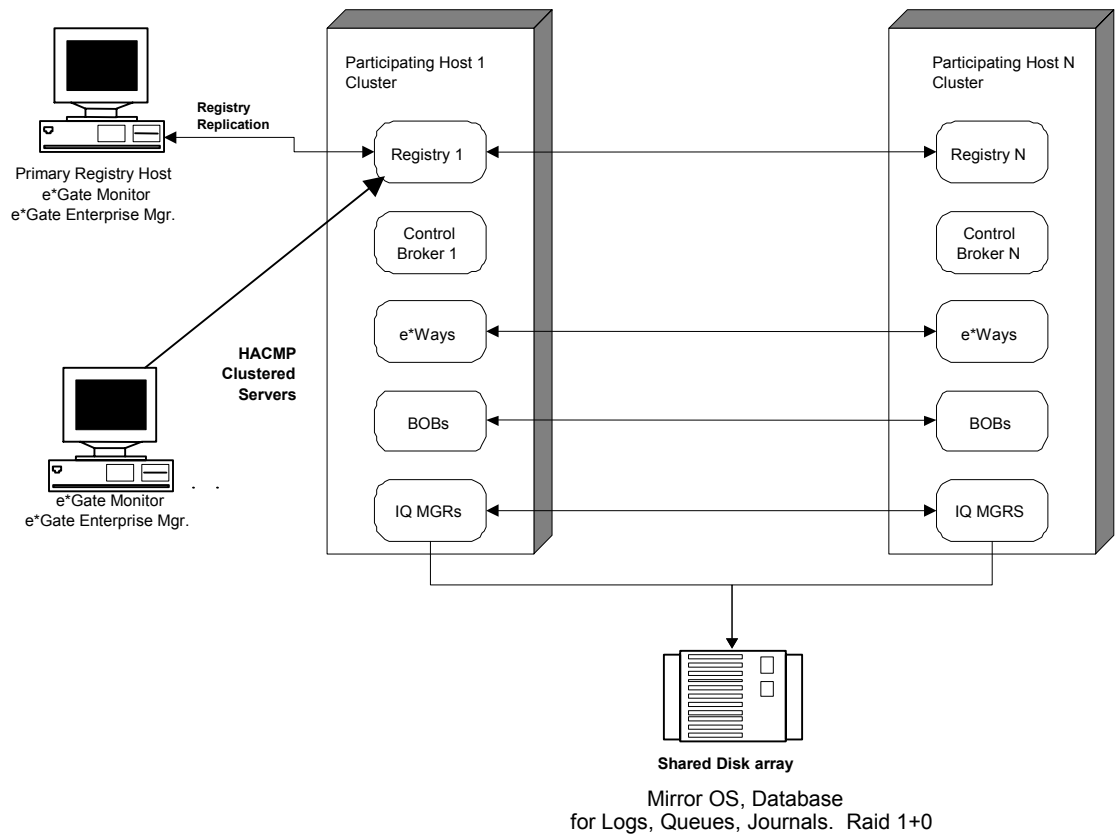 Participating Host 1
Cluster
Participating Host N
Cluster
Registry
Replication
Registry 1
Registry N
Primary Registry Host
e*Gate Monitor
e*Gate Enterprise Mgr.
Control
Broker 1
Control
Broker N
HACMP
Clustered
Servers
e*Ways
e*Ways
BOBs
BOBs
e*Gate Monitor
e*Gate Enterprise Mgr.
IQ MGRs
IQ MGRS
Shared Disk array
Mirror OS, Database
for Logs, Queues, Journals.  Raid 1+0